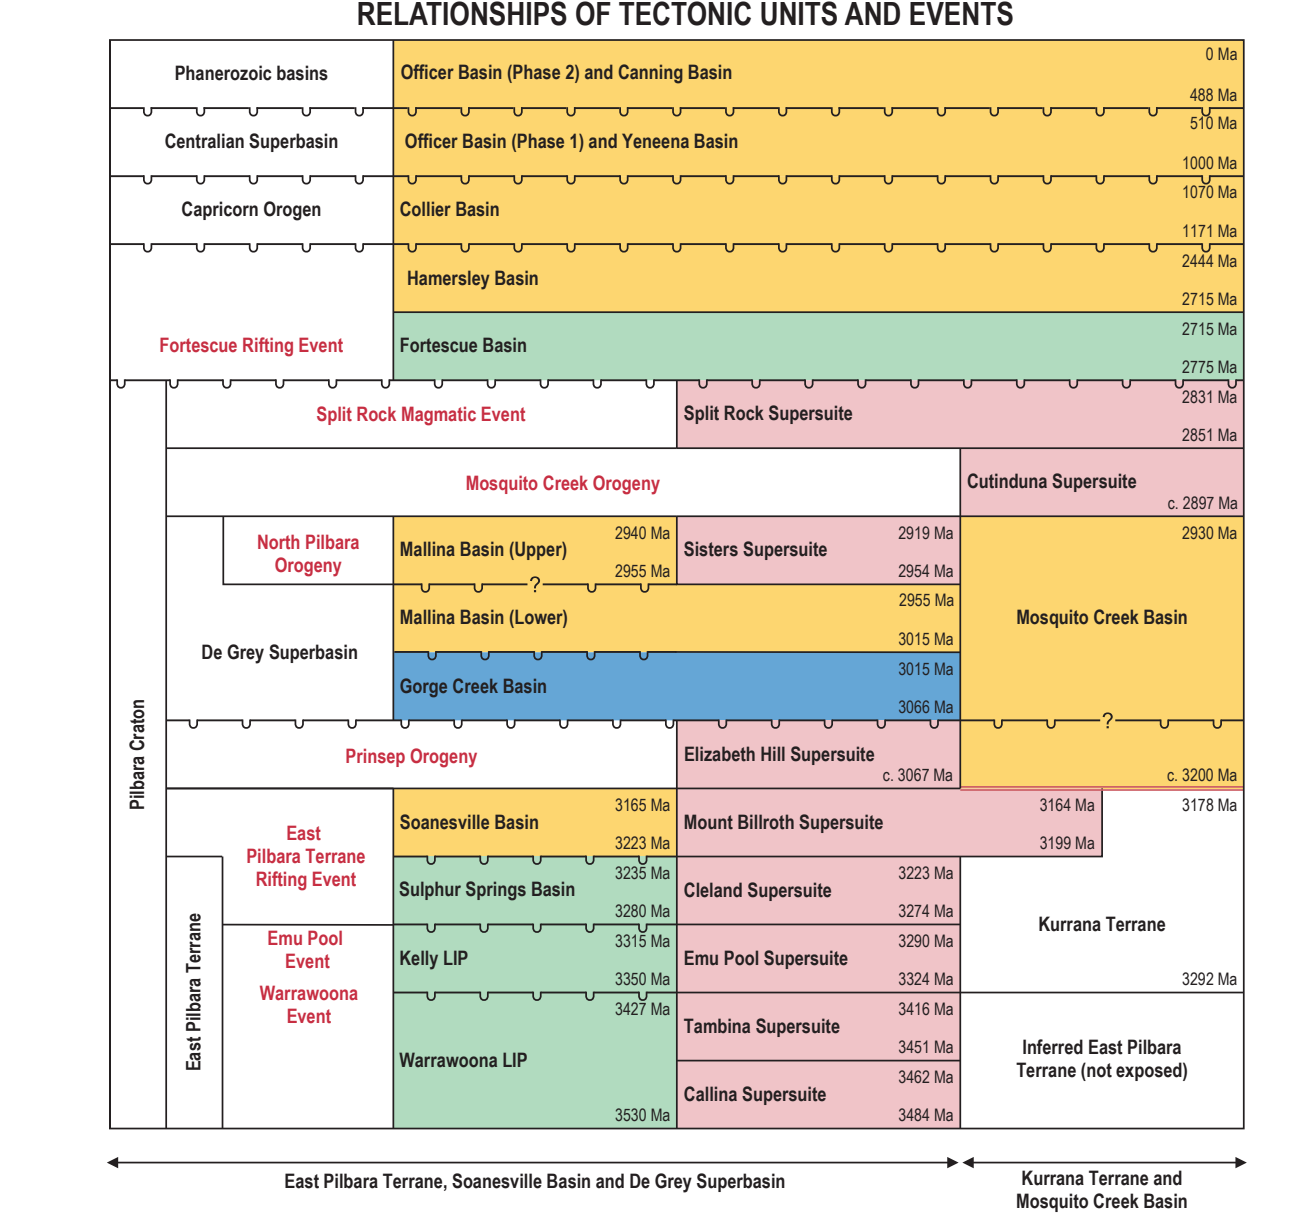 RELATIONSHIPS OF TECTONIC UNITS AND EVENTS
Phanerozoic basins
Officer Basin (Phase 2) and Canning Basin
0 Ma
488 Ma
Centralian Superbasin
Officer Basin (Phase 1) and Yeneena Basin
510 Ma
1000 Ma
Capricorn Orogen
Collier Basin
1070 Ma
1171 Ma
Hamersley Basin
2444 Ma
2715 Ma
Fortescue Rifting Event
Fortescue Basin
2715 Ma
2775 Ma
Pilbara Craton
Split Rock Magmatic Event
Split Rock Supersuite
2831 Ma
2851 Ma
Mosquito Creek Orogeny
Cutinduna Supersuite
c. 2897 Ma
North Pilbara
Orogeny
Mallina Basin (Upper)
2940 Ma
2955 Ma
Sisters Supersuite
2919 Ma
2954 Ma
2930 Ma
Mosquito Creek Basin
?
De Grey Superbasin
Mallina Basin (Lower)
2955 Ma
3015 Ma
Gorge Creek Basin
3015 Ma
3066 Ma
?
Prinsep Orogeny
Elizabeth Hill Supersuite
c. 3067 Ma
c. 3200 Ma
East
Pilbara Terrane
Rifting Event
Soanesville Basin
3165 Ma
3223 Ma
Mount Billroth Supersuite
3164 Ma
3199 Ma
3178 Ma
East Pilbara Terrane
Sulphur Springs Basin
3235 Ma
3280 Ma
Cleland Supersuite
3223 Ma
3274 Ma
Kurrana Terrane
3292 Ma
Emu Pool
Event
Warrawoona
Event
Kelly LIP
3315 Ma
3350 Ma
Emu Pool Supersuite
3290 Ma
3324 Ma
Warrawoona LIP
3427 Ma
3530 Ma
Tambina Supersuite
3416 Ma
3451 Ma
Callina Supersuite
3462 Ma
3484 Ma
Inferred East Pilbara
Terrane (not exposed)
East Pilbara Terrane, Soanesville Basin and De Grey Superbasin
Kurrana Terrane and
Mosquito Creek Basin